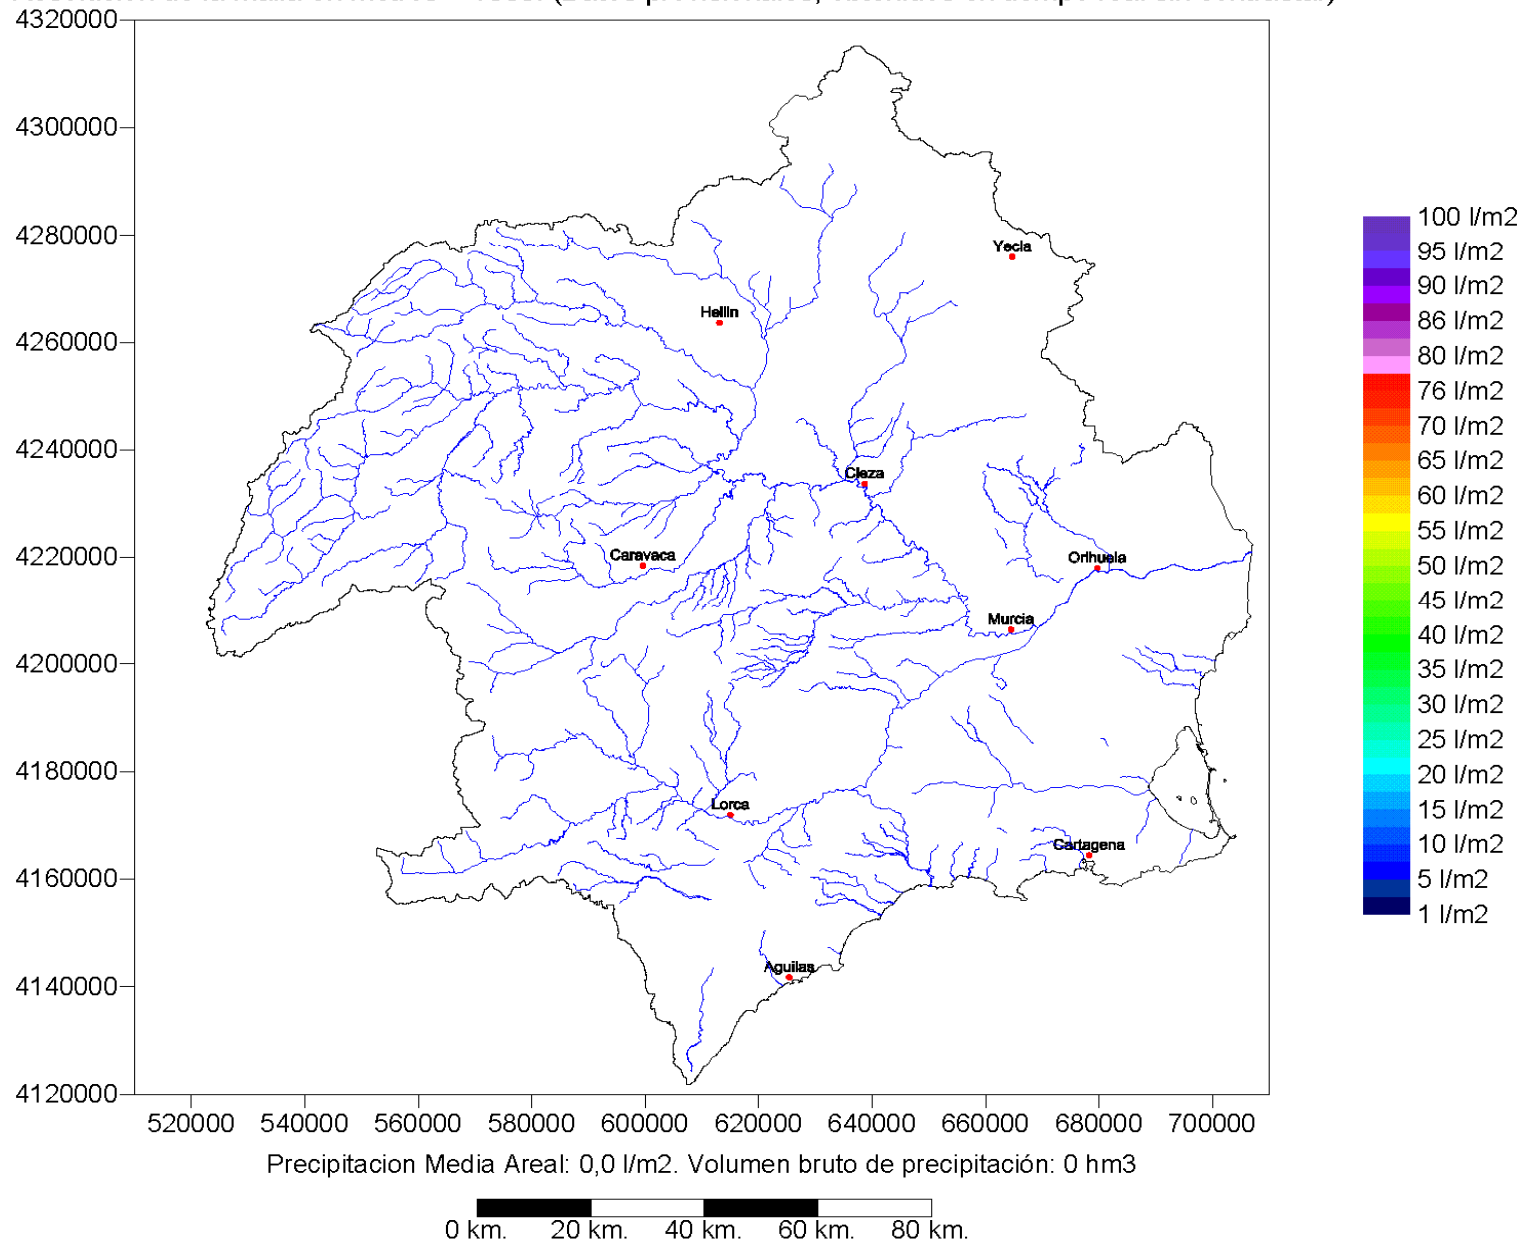 4320000
4300000
4280000
4260000
4240000
4220000
4200000
4180000
4160000
4140000
4120000
520000 540000 560000 580000 600000 620000 640000 660000 680000 700000
Yecla
Hellin
Cieza
Caravaca
Orihuela
Murcia
Lorca
Cartagena
Aguilas
100 l/m2
95 l/m2
90 l/m2
86 l/m2
80 l/m2
76 l/m2
70 l/m2
65 l/m2
60 l/m2
55 l/m2
50 l/m2
45 l/m2
40 l/m2
35 l/m2
30 l/m2
25 l/m2
20 l/m2
15 l/m2
10 l/m2
5 l/m2
1 l/m2
Precipitacion Media Areal: 0,0 l/m2. Volumen bruto de precipitación: 0 hm3
0 km. 20 km. 40 km. 60 km. 80 km.